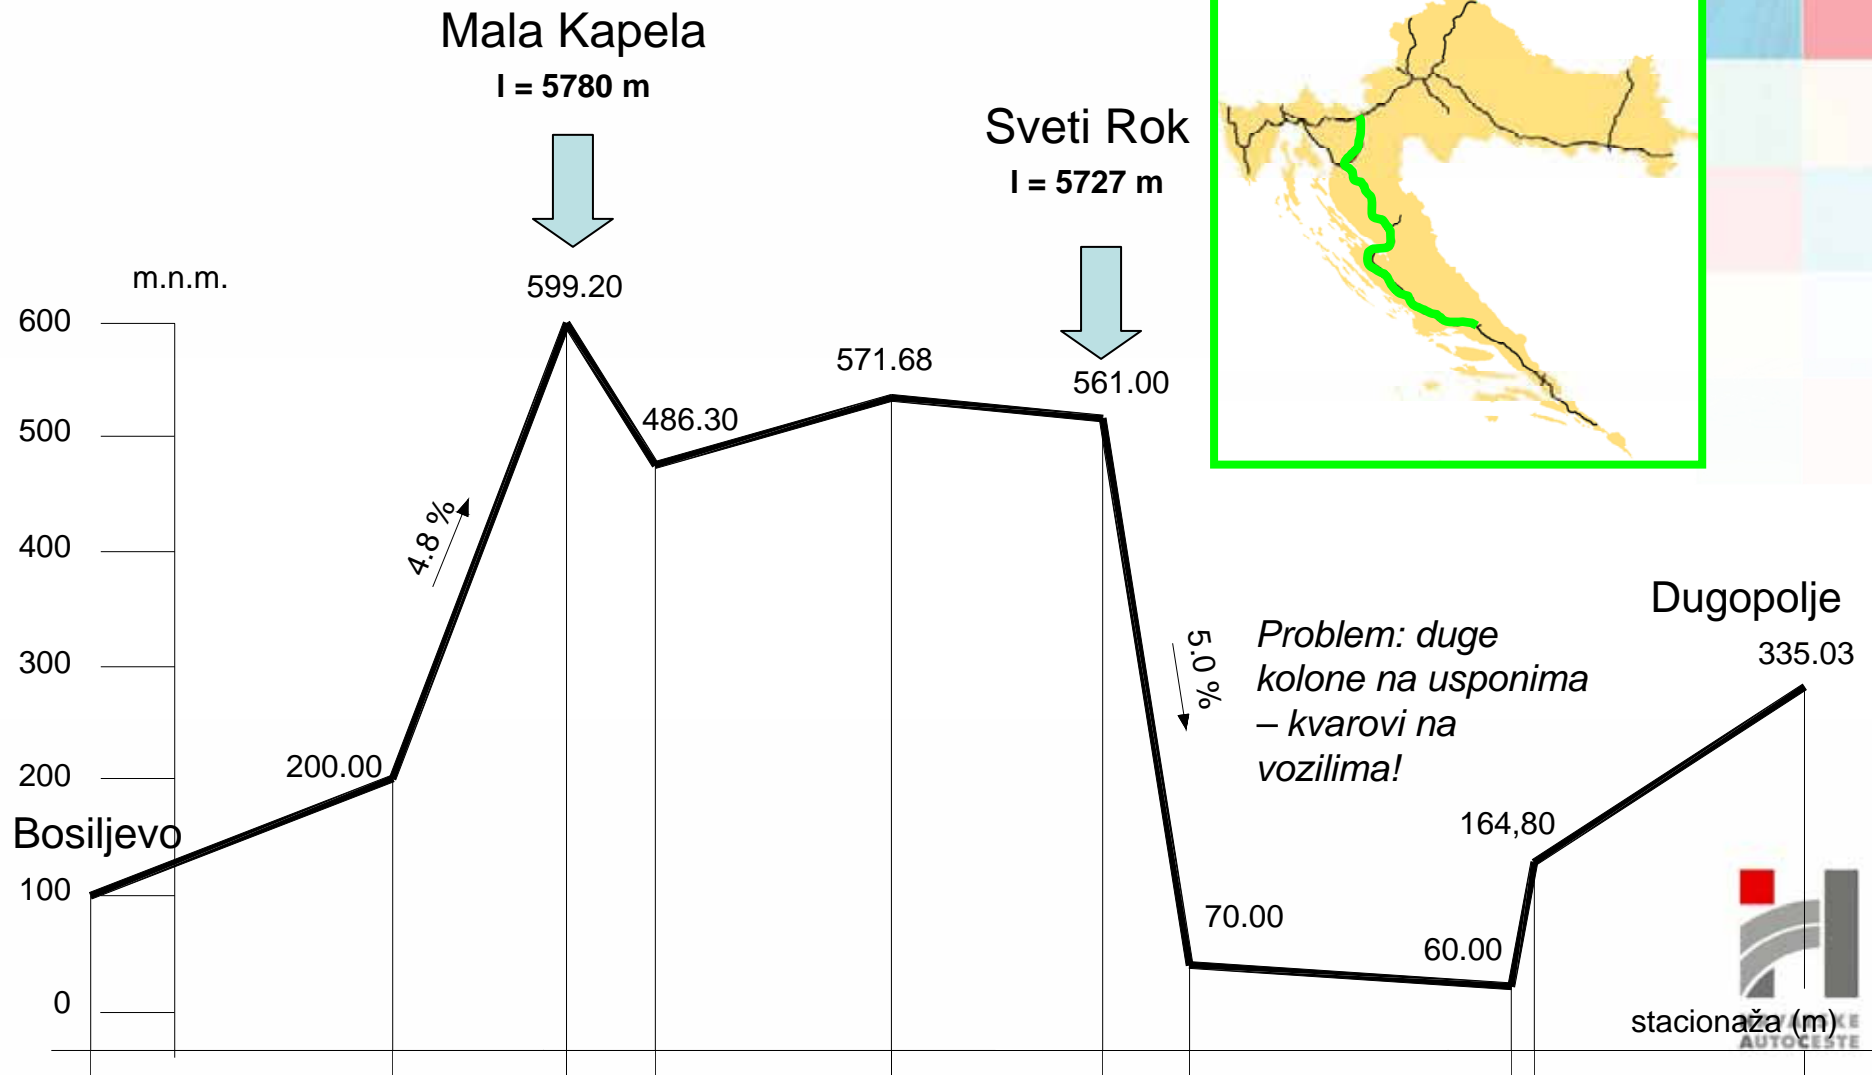 Mala Kapela
l = 5780 m
Sveti Rok
l = 5727 m
m.n.m.
599.20
571.68
561.00
486.30
600
500
400
300
200
100
0
4.8 %
5.0 %
Problem: duge
kolone na usponima
– kvarovi na
vozilima!
Dugopolje
335.03
200.00
Bosiljevo
164,80
70.00
60.00
stacionaža (m)
HRVATSKE
AUTOCESTE